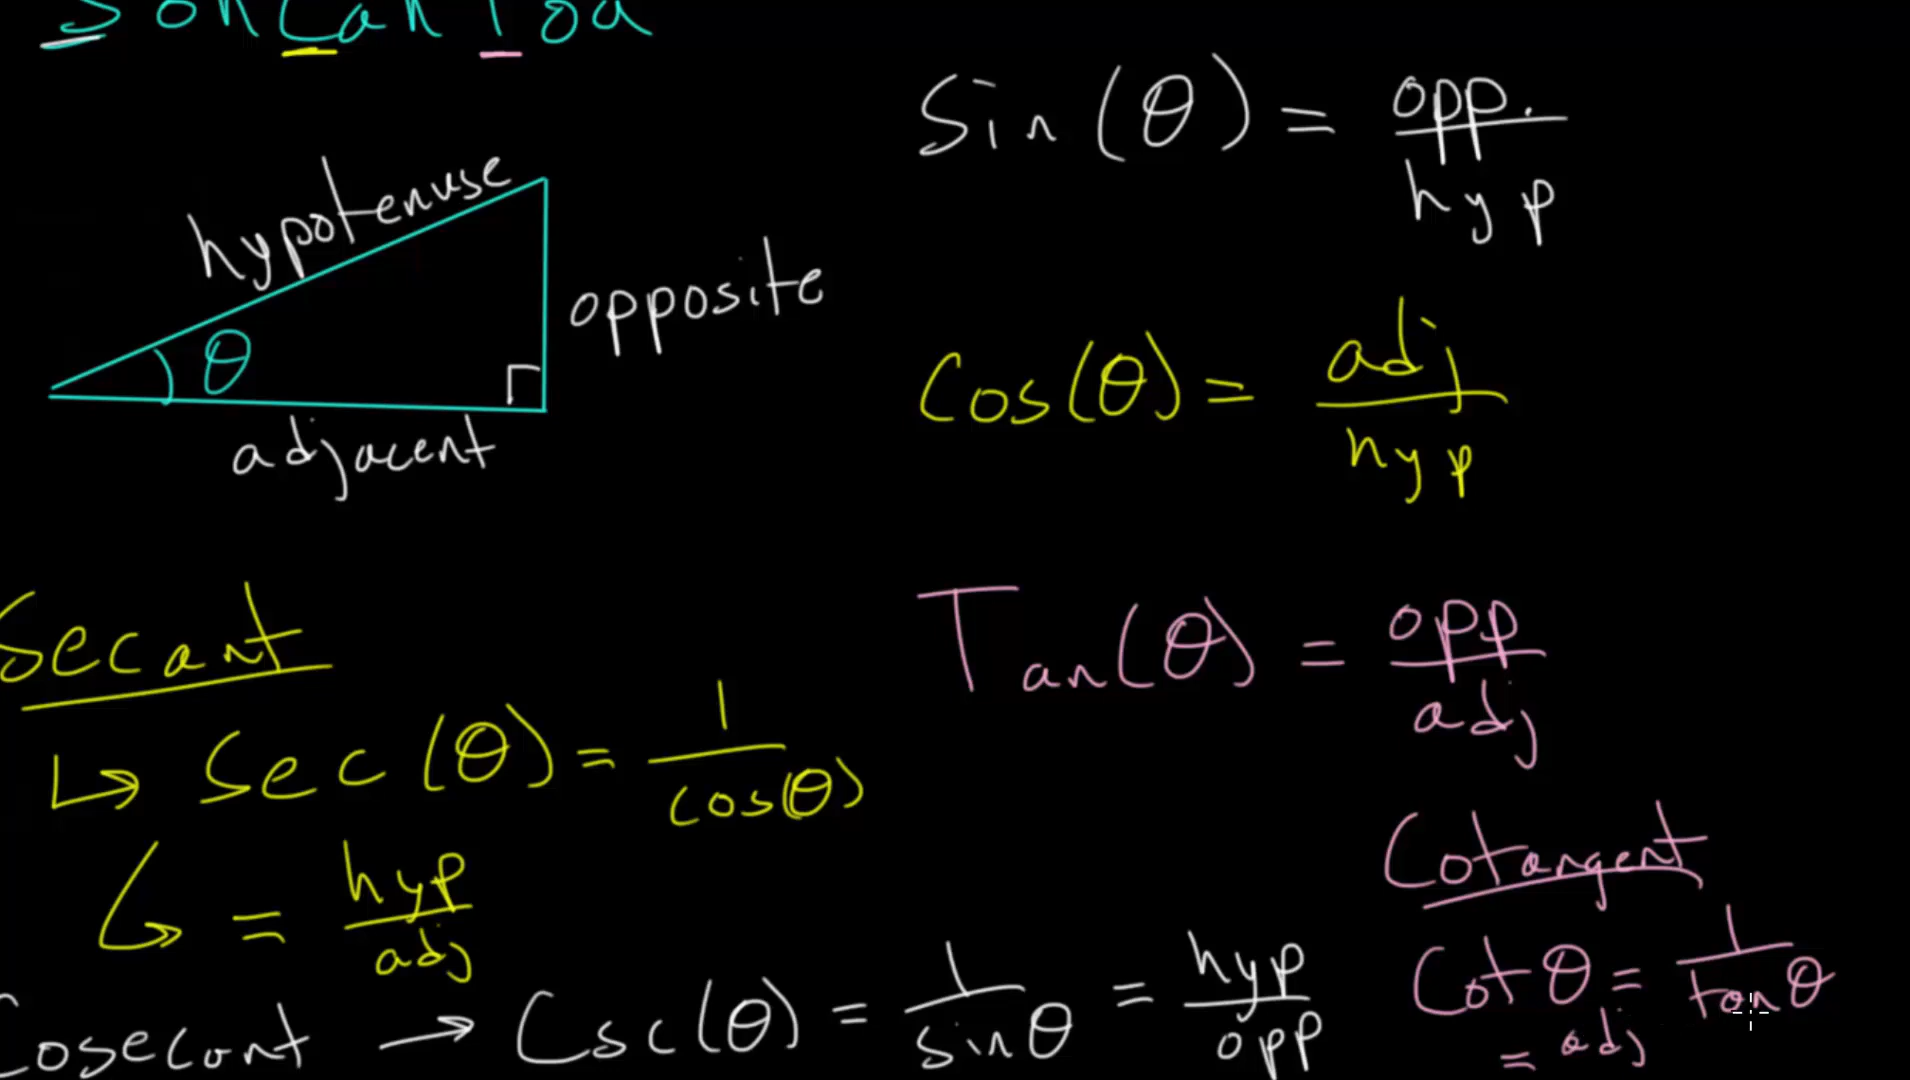 SohCahToa
Sin(θ) = opp. / hyp
hypotenuse
opposite
θ
adjacent
Cos(θ) = adj / hyp
Tan(θ) = opp / adj
Secant
↳ Sec(θ) = 1 / cos(θ)
↳ = hyp / adj
Cotangent
Cot θ = 1 / tan θ
= adj
Cosecant → Csc(θ) = 1 / sinθ = hyp / opp